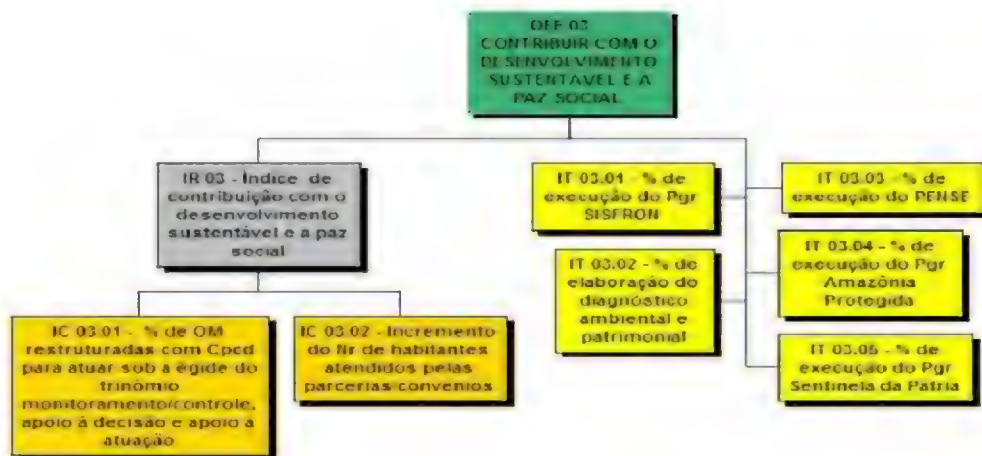 OEE 03
CONTRIBUIR COM O
DESENVOLVIMENTO
SUSTENTAVEL E A
PAZ SOCIAL
IR 03 - Índice de
contribuição com o
desenvolvimento
sustentável e a paz
social
IC 03.01 - % de OM
restruturadas com Cpcd
para atuar sob a égide do
trinômio
monitoramento/controle,
apoio à decisão e apoio a
atuação
IC 03.02 - Incremento
do Nr de habitantes
atendidos pelas
parcerias convenios
IT 03.01 - % de
execução do Pgr
SISFRON
IT 03.02 - % de
elaboração do
diagnóstico
ambiental e
patrimonial
IT 03.03 - % de
execução do PENSE
IT 03.04 - % de
execução do Pgr
Amazônia
Protegida
IT 03.05 - % de
execução do Pgr
Sentinela da Patria